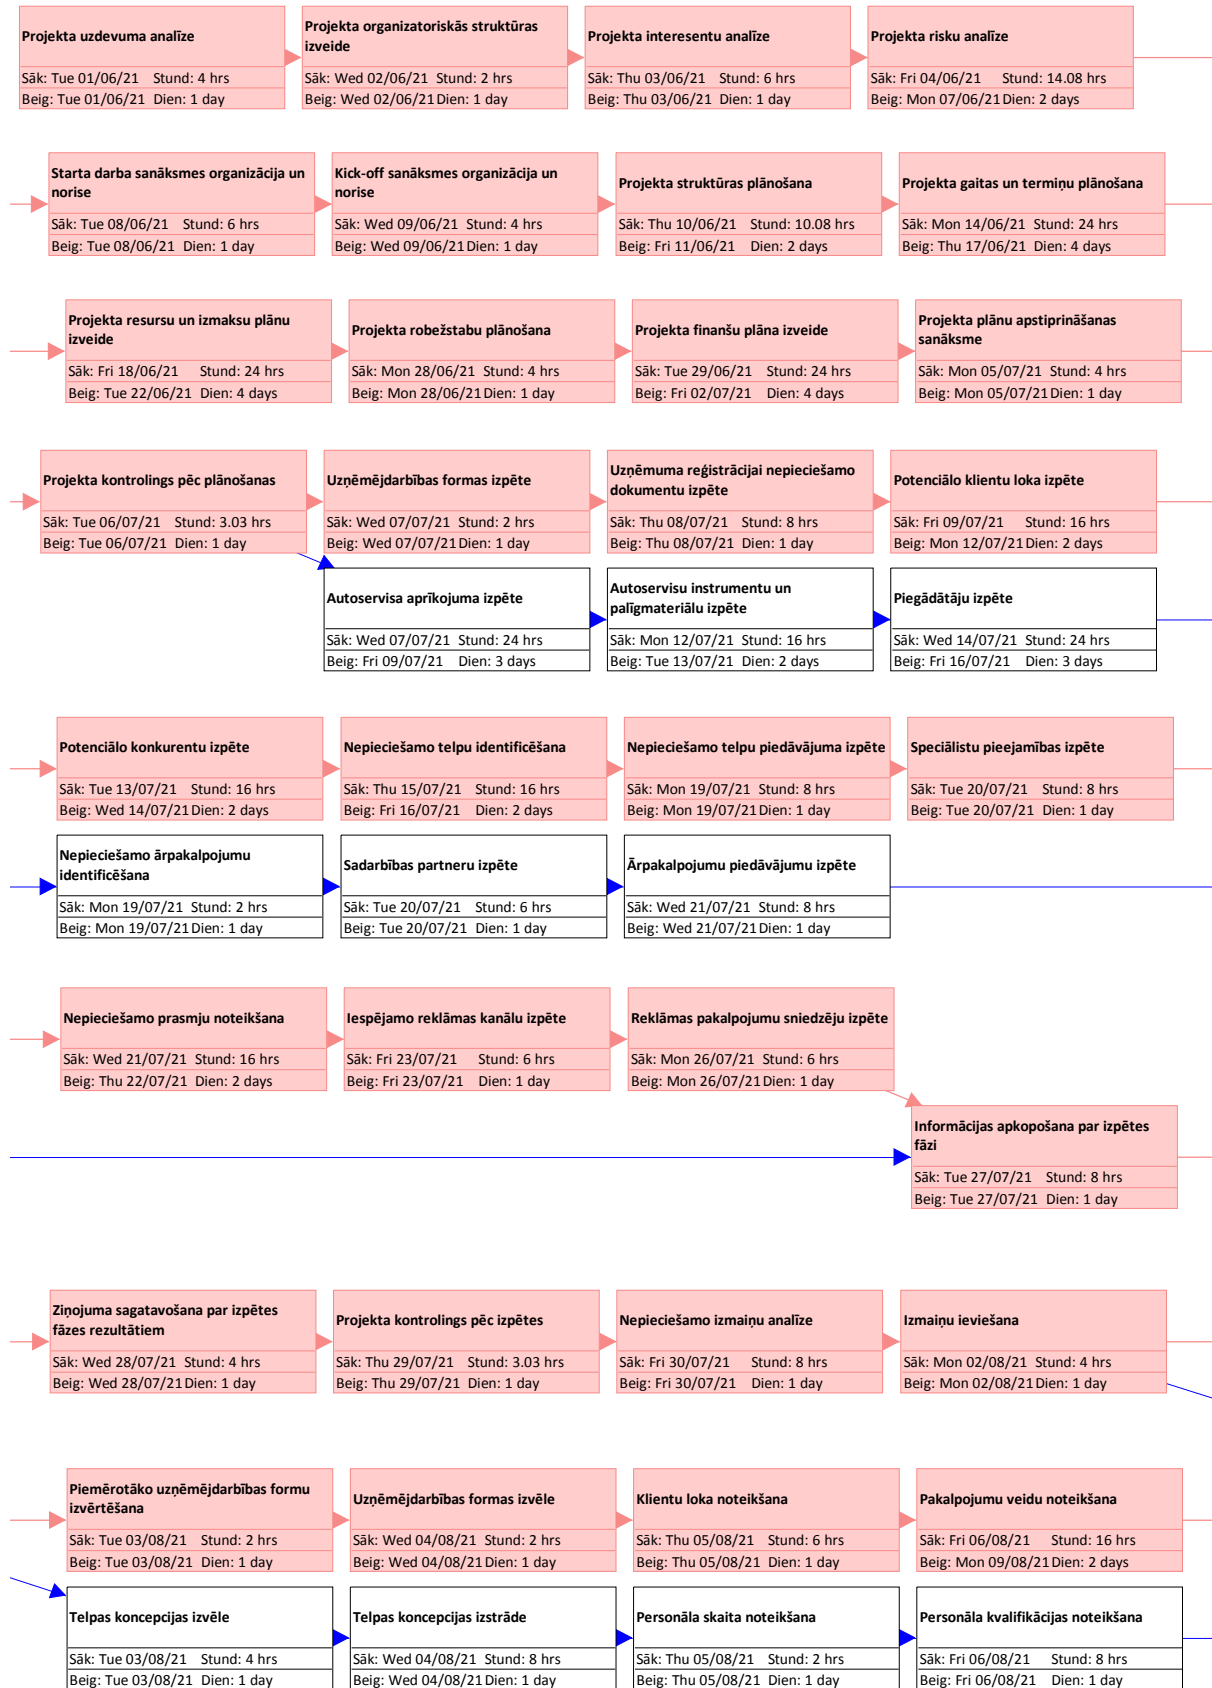 Projekta uzdevuma analīze
Sāk: Tue 01/06/21 Stund: 4 hrs
Beig: Tue 01/06/21 Dien: 1 day
Projekta organizatoriskās struktūras
izveide
Sāk: Wed 02/06/21 Stund: 2 hrs
Beig: Wed 02/06/21 Dien: 1 day
Projekta interesentu analīze
Sāk: Thu 03/06/21 Stund: 6 hrs
Beig: Thu 03/06/21 Dien: 1 day
Projekta risku analīze
Sāk: Fri 04/06/21 Stund: 14.08 hrs
Beig: Mon 07/06/21 Dien: 2 days
Starta darba sanāksmes organizācija un
norise
Sāk: Tue 08/06/21 Stund: 6 hrs
Beig: Tue 08/06/21 Dien: 1 day
Kick-off sanāksmes organizācija un
norise
Sāk: Wed 09/06/21 Stund: 4 hrs
Beig: Wed 09/06/21 Dien: 1 day
Projekta struktūras plānošana
Sāk: Thu 10/06/21 Stund: 10.08 hrs
Beig: Fri 11/06/21 Dien: 2 days
Projekta gaitas un termiņu plānošana
Sāk: Mon 14/06/21 Stund: 24 hrs
Beig: Thu 17/06/21 Dien: 4 days
Projekta resursu un izmaksu plānu
izveide
Sāk: Fri 18/06/21 Stund: 24 hrs
Beig: Tue 22/06/21 Dien: 4 days
Projekta robežstabu plānošana
Sāk: Mon 28/06/21 Stund: 4 hrs
Beig: Mon 28/06/21 Dien: 1 day
Projekta finanšu plāna izveide
Sāk: Tue 29/06/21 Stund: 24 hrs
Beig: Fri 02/07/21 Dien: 4 days
Projekta plānu apstiprināšanas
sanāksme
Sāk: Mon 05/07/21 Stund: 4 hrs
Beig: Mon 05/07/21 Dien: 1 day
Projekta kontrolings pēc plānošanas
Sāk: Tue 06/07/21 Stund: 3.03 hrs
Beig: Tue 06/07/21 Dien: 1 day
Uzņēmējdarbības formas izpēte
Sāk: Wed 07/07/21 Stund: 2 hrs
Beig: Wed 07/07/21 Dien: 1 day
Uzņēmuma reģistrācijai nepieciešamo
dokumentu izpēte
Sāk: Thu 08/07/21 Stund: 8 hrs
Beig: Thu 08/07/21 Dien: 1 day
Potenciālo klientu loka izpēte
Sāk: Fri 09/07/21 Stund: 16 hrs
Beig: Mon 12/07/21 Dien: 2 days
Autoservisa aprīkojuma izpēte
Sāk: Wed 07/07/21 Stund: 24 hrs
Beig: Fri 09/07/21 Dien: 3 days
Autoservisu instrumentu un
palīgmateriālu izpēte
Sāk: Mon 12/07/21 Stund: 16 hrs
Beig: Tue 13/07/21 Dien: 2 days
Piegādātāju izpēte
Sāk: Wed 14/07/21 Stund: 24 hrs
Beig: Fri 16/07/21 Dien: 3 days
Potenciālo konkurentu izpēte
Sāk: Tue 13/07/21 Stund: 16 hrs
Beig: Wed 14/07/21 Dien: 2 days
Nepieciešamo telpu identificēšana
Sāk: Thu 15/07/21 Stund: 16 hrs
Beig: Fri 16/07/21 Dien: 2 days
Nepieciešamo telpu piedāvājuma izpēte
Sāk: Mon 19/07/21 Stund: 8 hrs
Beig: Mon 19/07/21 Dien: 1 day
Speciālistu pieejamības izpēte
Sāk: Tue 20/07/21 Stund: 8 hrs
Beig: Tue 20/07/21 Dien: 1 day
Nepieciešamo ārpakalpojumu
identificēšana
Sāk: Mon 19/07/21 Stund: 2 hrs
Beig: Mon 19/07/21 Dien: 1 day
Sadarbības partneru izpēte
Sāk: Tue 20/07/21 Stund: 6 hrs
Beig: Tue 20/07/21 Dien: 1 day
Ārpakalpojumu piedāvājumu izpēte
Sāk: Wed 21/07/21 Stund: 8 hrs
Beig: Wed 21/07/21 Dien: 1 day
Nepieciešamo prasmju noteikšana
Sāk: Wed 21/07/21 Stund: 16 hrs
Beig: Thu 22/07/21 Dien: 2 days
Iespējamo reklāmas kanālu izpēte
Sāk: Fri 23/07/21 Stund: 6 hrs
Beig: Fri 23/07/21 Dien: 1 day
Reklāmas pakalpojumu sniedzēju izpēte
Sāk: Mon 26/07/21 Stund: 6 hrs
Beig: Mon 26/07/21 Dien: 1 day
Informācijas apkopošana par izpētes
fāzi
Sāk: Tue 27/07/21 Stund: 8 hrs
Beig: Tue 27/07/21 Dien: 1 day
Ziņojuma sagatavošana par izpētes
fāzes rezultātiem
Sāk: Wed 28/07/21 Stund: 4 hrs
Beig: Wed 28/07/21 Dien: 1 day
Projekta kontrolings pēc izpētes
Sāk: Thu 29/07/21 Stund: 3.03 hrs
Beig: Thu 29/07/21 Dien: 1 day
Nepieciešamo izmaiņu analīze
Sāk: Fri 30/07/21 Stund: 8 hrs
Beig: Fri 30/07/21 Dien: 1 day
Izmaiņu ieviešana
Sāk: Mon 02/08/21 Stund: 4 hrs
Beig: Mon 02/08/21 Dien: 1 day
Piemērotāko uzņēmējdarbības formu
izvērtēšana
Sāk: Tue 03/08/21 Stund: 2 hrs
Beig: Tue 03/08/21 Dien: 1 day
Uzņēmējdarbības formas izvēle
Sāk: Wed 04/08/21 Stund: 2 hrs
Beig: Wed 04/08/21 Dien: 1 day
Klientu loka noteikšana
Sāk: Thu 05/08/21 Stund: 6 hrs
Beig: Thu 05/08/21 Dien: 1 day
Pakalpojumu veidu noteikšana
Sāk: Fri 06/08/21 Stund: 16 hrs
Beig: Mon 09/08/21 Dien: 2 days
Telpas koncepcijas izvēle
Sāk: Tue 03/08/21 Stund: 4 hrs
Beig: Tue 03/08/21 Dien: 1 day
Telpas koncepcijas izstrāde
Sāk: Wed 04/08/21 Stund: 8 hrs
Beig: Wed 04/08/21 Dien: 1 day
Personāla skaita noteikšana
Sāk: Thu 05/08/21 Stund: 2 hrs
Beig: Thu 05/08/21 Dien: 1 day
Personāla kvalifikācijas noteikšana
Sāk: Fri 06/08/21 Stund: 8 hrs
Beig: Fri 06/08/21 Dien: 1 day